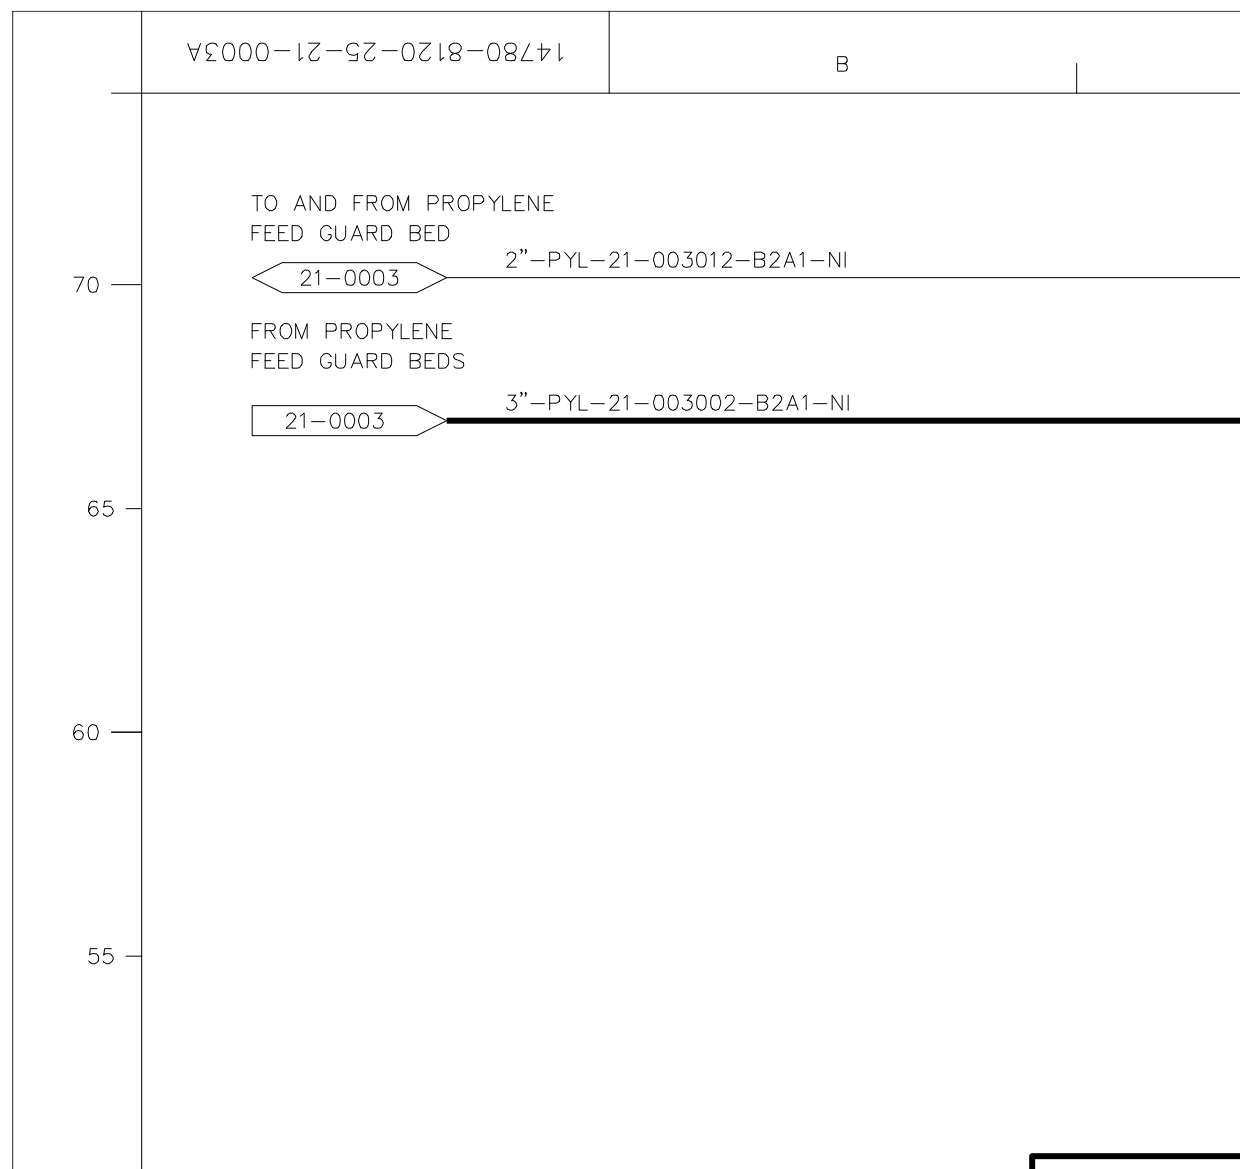 14780-8120-25-21-0003A
B
TO AND FROM PROPYLENE
FEED GUARD BED
2"-PYL-21-003012-B2A1-NI
21-0003
70
FROM PROPYLENE
FEED GUARD BEDS
3"-PYL-21-003002-B2A1-NI
21-0003
65
60
55